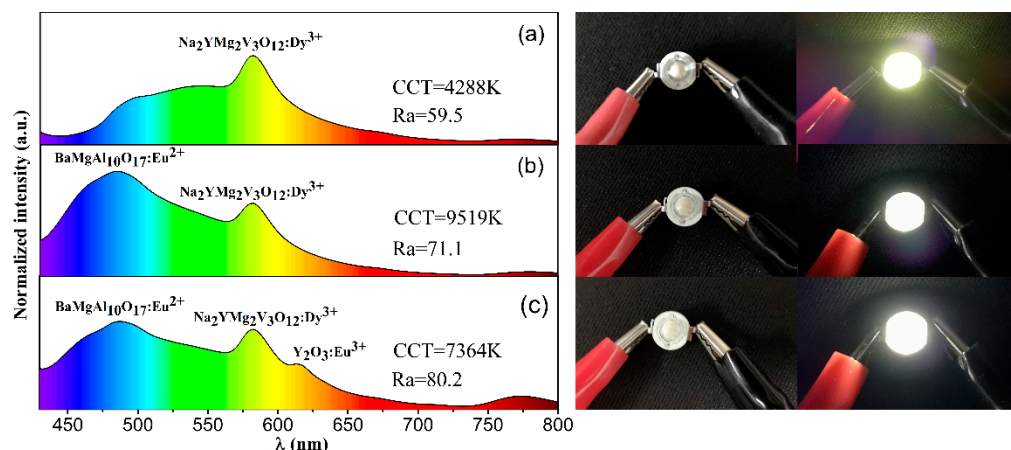 Normalized intensity (a.u.)
(a)
Na₂YMg₂V₃O₁₂:Dy³⁺
CCT=4288K
Ra=59.5
(b)
BaMgAl₁₀O₁₇:Eu²⁺
Na₂YMg₂V₃O₁₂:Dy³⁺
CCT=9519K
Ra=71.1
(c)
BaMgAl₁₀O₁₇:Eu²⁺
Na₂YMg₂V₃O₁₂:Dy³⁺
Y₂O₃:Eu³⁺
CCT=7364K
Ra=80.2
450 500 550 600 650 700 750 800
λ (nm)